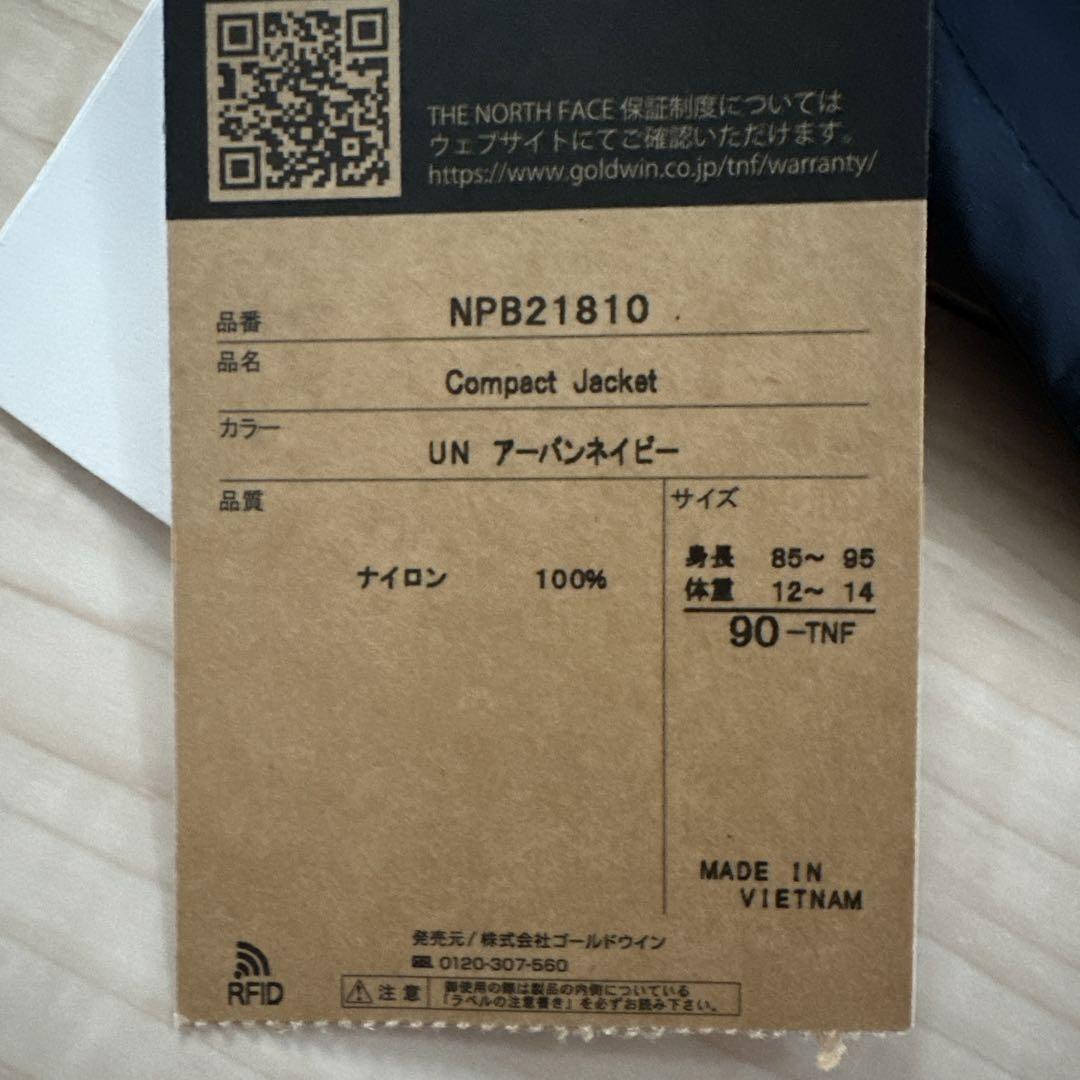 THE NORTH FACE 保証制度については
ウェブサイトにてご確認いただけます。
https://www.goldwin.co.jp/tnf/warranty/
品番 NPB21810
品名 Compact Jacket
カラー UN アーバンネイビー
品質 サイズ
身長 85～ 95
ナイロン 100% 体重 12～ 14
90-TNF
MADE IN
VIETNAM
発売元/株式会社ゴールドウイン
0120-307-560
RFID
注意 御使用の際は製品の内側についている
「ラベルの注意書き」を必ずお読み下さい。